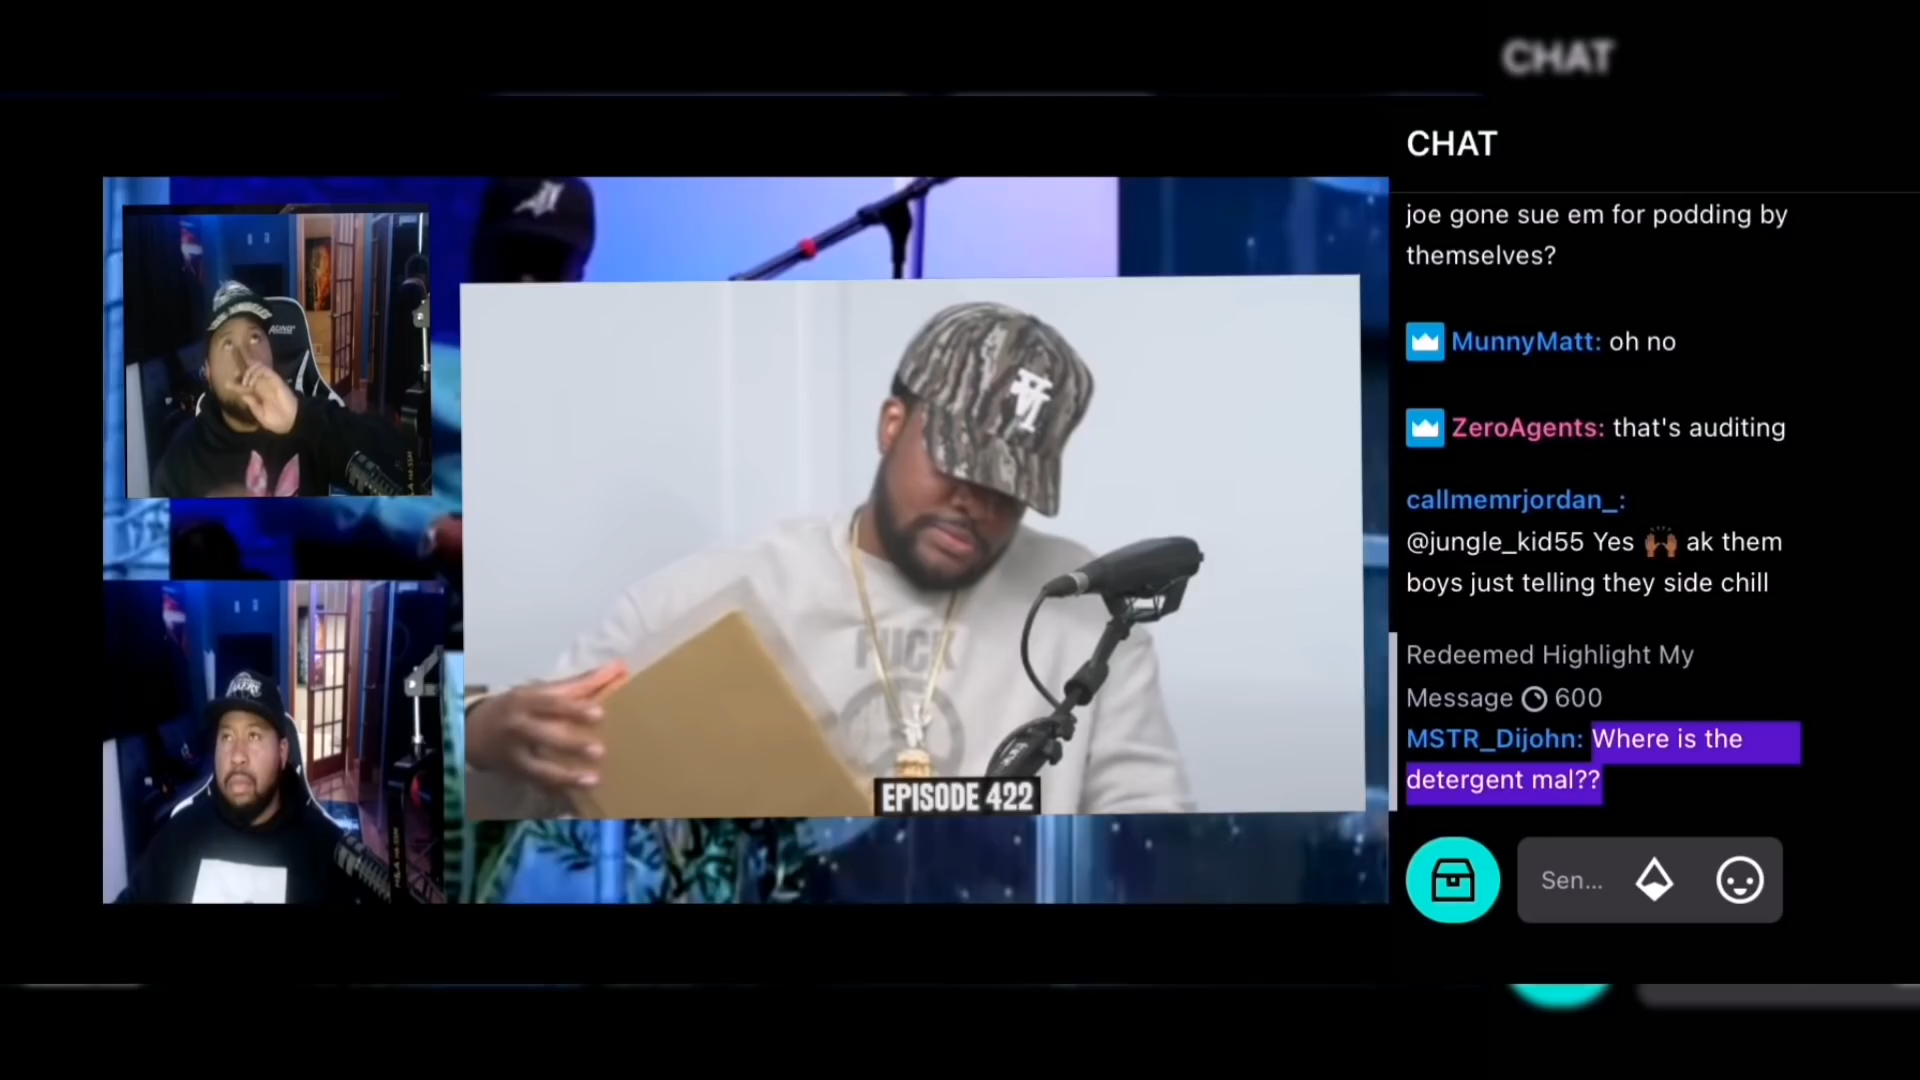 CHAT
CHAT
joe gone sue em for podding by
themselves?
MunnyMatt: oh no
ZeroAgents: that's auditing
callmemrjordan_:
@jungle_kid55 Yes 🙌🏾 ak them
boys just telling they side chill
Redeemed Highlight My
Message 600
MSTR_Dijohn: Where is the
detergent mal??
Sen...
FUCK
EPISODE 422